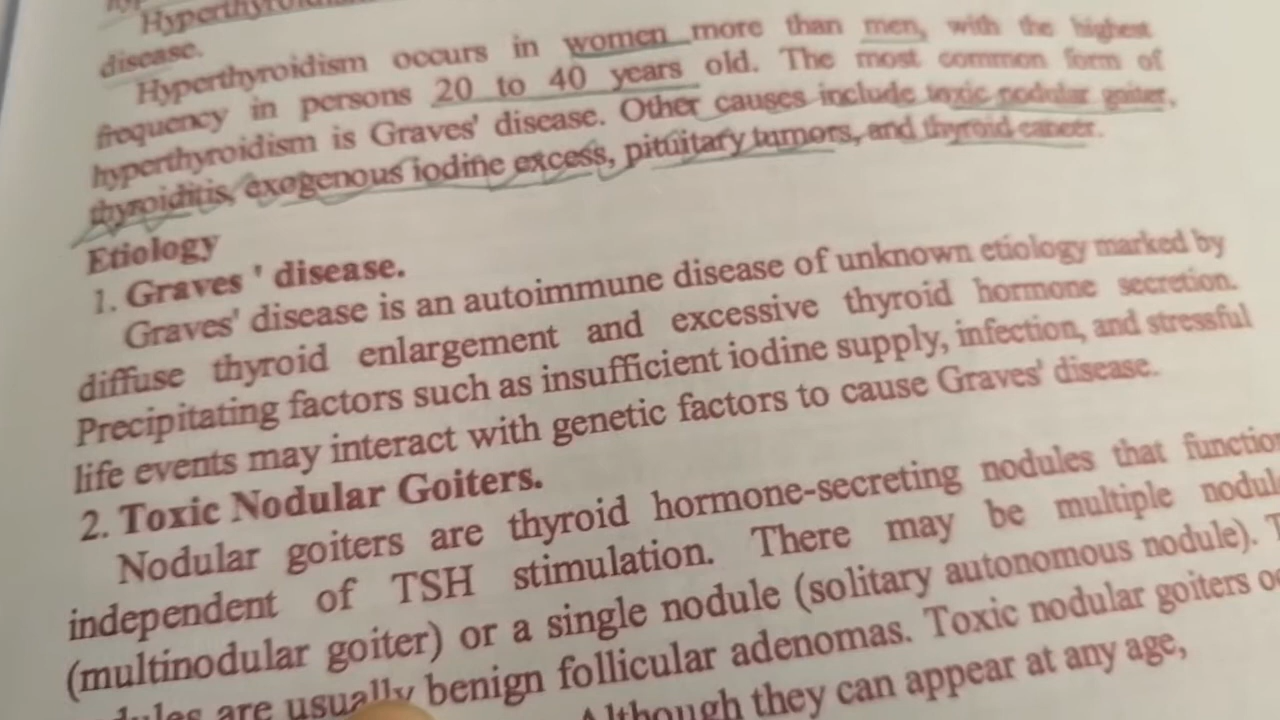 disease.
Hyperthyroidism occurs in women more than men, with the highest
frequency in persons 20 to 40 years old. The most common form of
hyperthyroidism is Graves' disease. Other causes include toxic nodular goiter,
thyroiditis, exogenous iodine excess, pituitary tumors, and thyroid cancer.
Etiology
1. Graves ' disease.
Graves' disease is an autoimmune disease of unknown etiology marked by
diffuse thyroid enlargement and excessive thyroid hormone secretion.
Precipitating factors such as insufficient iodine supply, infection, and stressful
life events may interact with genetic factors to cause Graves' disease.
2. Toxic Nodular Goiters.
Nodular goiters are thyroid hormone-secreting nodules that function
independent of TSH stimulation. There may be multiple
(multinodular goiter) or a single nodule (solitary autonomous nodule).
are usually benign follicular adenomas. Toxic nodular goiters
Although they can appear at any age,